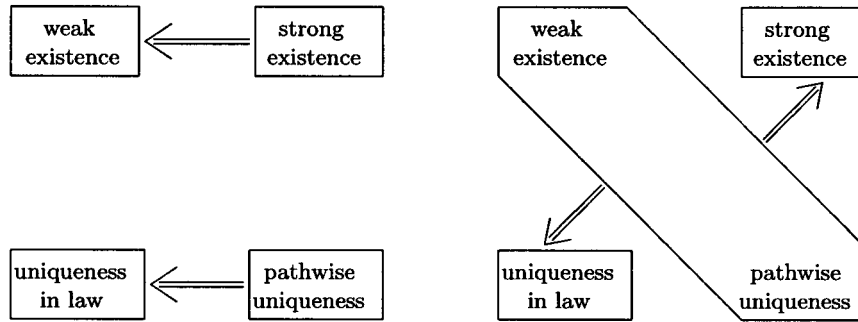 weak
existence
strong
existence
uniqueness
in law
pathwise
uniqueness
weak
existence
strong
existence
uniqueness
in law
pathwise
uniqueness